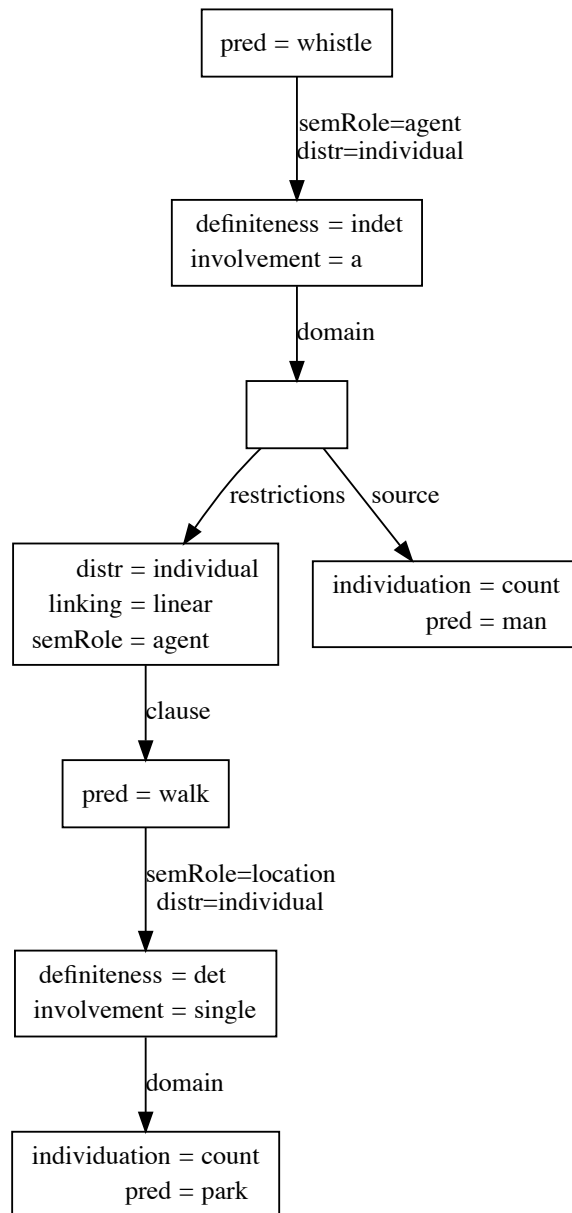 pred = whistle
semRole=agent
distr=individual
definiteness = indet
involvement = a
domain
restrictions
source
distr = individual
linking = linear
semRole = agent
individuation = count
pred = man
clause
pred = walk
semRole=location
distr=individual
definiteness = det
involvement = single
domain
individuation = count
pred = park